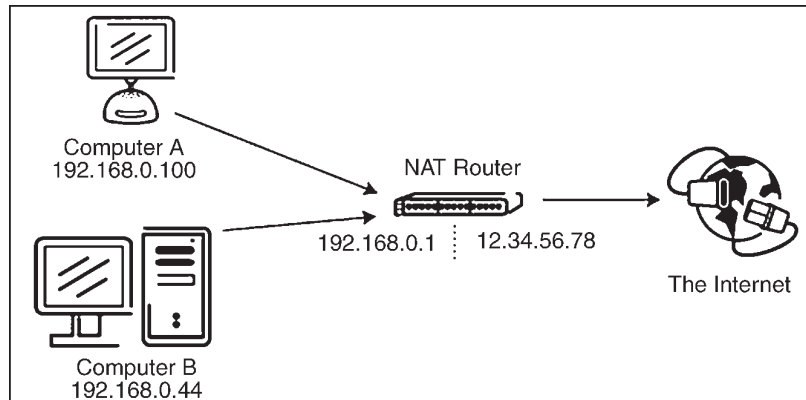 Computer A
192.168.0.100
NAT Router
192.168.0.1
12.34.56.78
The Internet
Computer B
192.168.0.44